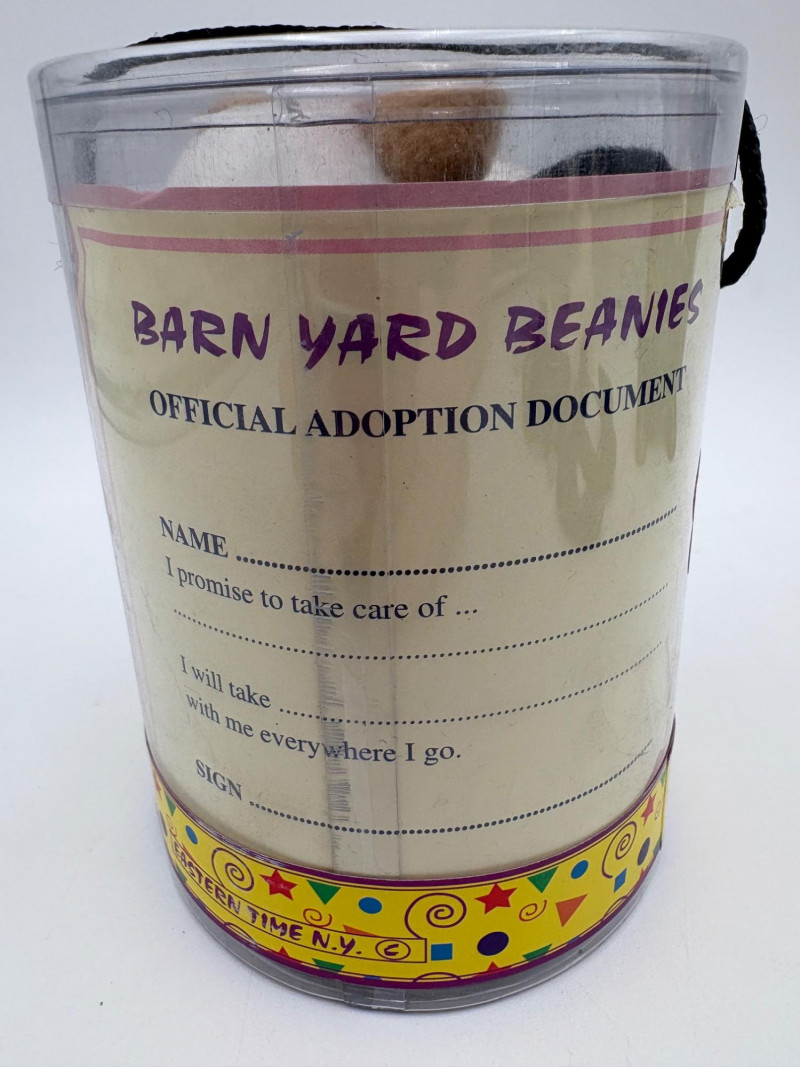 BARN YARD BEANIES
OFFICIAL ADOPTION DOCUMENT
NAME ................................................
I promise to take care of ...
................................................................
I will take ................................................
with me everywhere I go.
SIGN ................................................
EASTERN TIME N.Y. ©